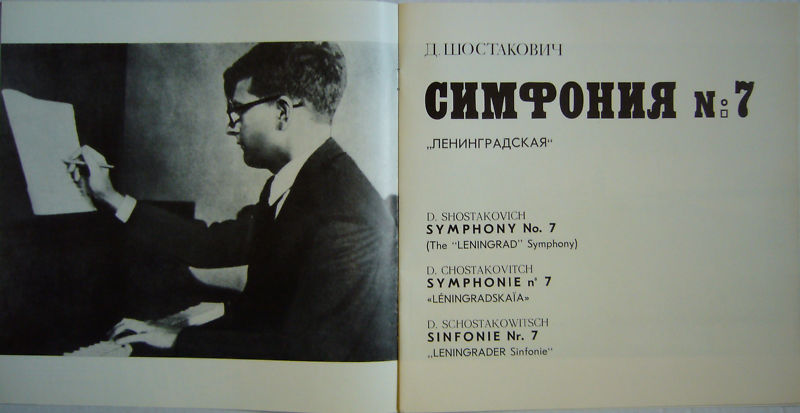 Д. ШОСТАКОВИЧ
СИМФОНИЯ №: 7
„ЛЕНИНГРАДСКАЯ“
D. SHOSTAKOVICH
SYMPHONY No. 7
(The “LENINGRAD” Symphony)
D. CHOSTAKOVITCH
SYMPHONIE n° 7
«LÉNINGRADSKAÏA»
D. SCHOSTAKOWITSCH
SINFONIE Nr. 7
„LENINGRADER Sinfonie“